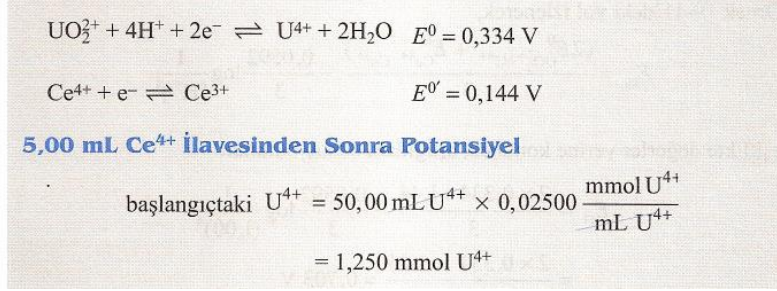 UO₂²⁺ + 4H⁺ + 2e⁻ ⇌ U⁴⁺ + 2H₂O E⁰ = 0,334 V
Ce⁴⁺ + e⁻ ⇌ Ce³⁺ E⁰′ = 0,144 V
5,00 mL Ce⁴⁺ İlavesinden Sonra Potansiyel
başlangıçtaki U⁴⁺ = 50,00 mL U⁴⁺ × 0,02500 mmol U⁴⁺ / mL U⁴⁺
= 1,250 mmol U⁴⁺